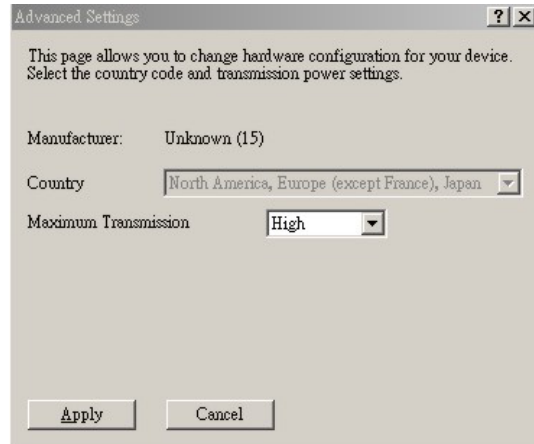 Advanced Settings
This page allows you to change hardware configuration for your device.
Select the country code and transmission power settings.
Manufacturer: Unknown (15)
Country North America, Europe (except France), Japan
Maximum Transmission High
Apply Cancel